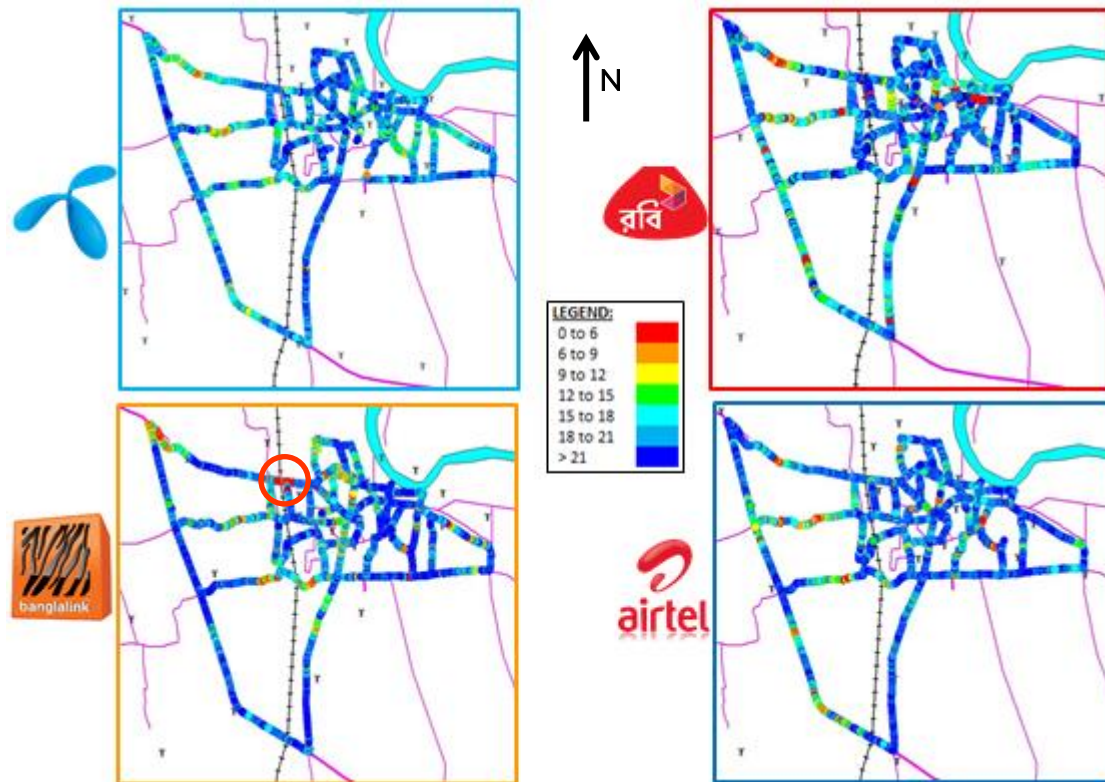 N
রবি
LEGEND:
0 to 6
6 to 9
9 to 12
12 to 15
15 to 18
18 to 21
> 21
banglalink
airtel